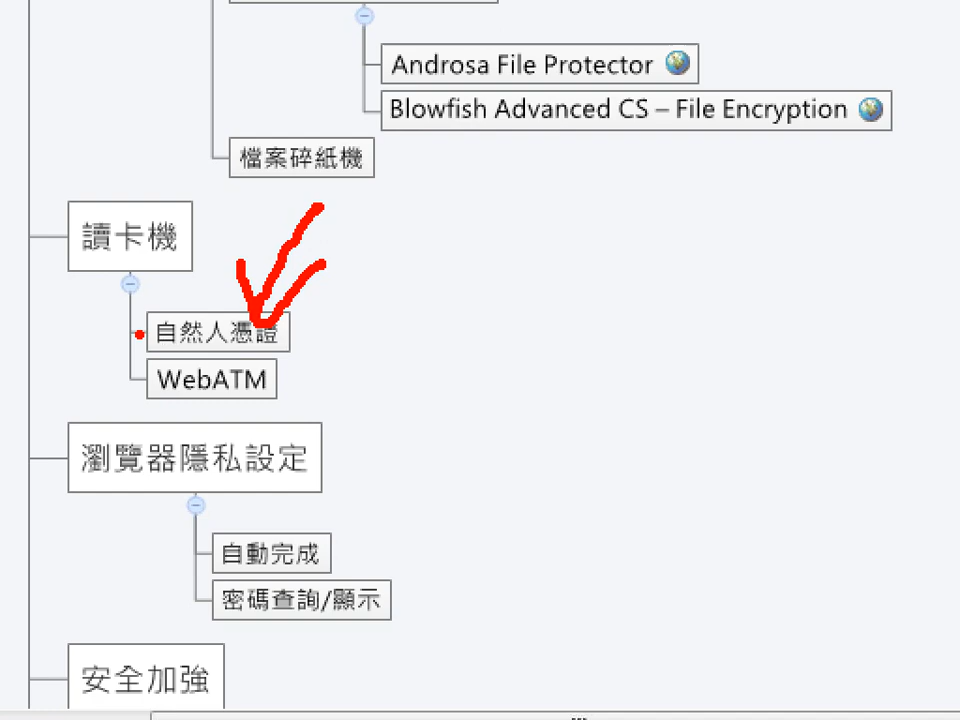 Androsa File Protector
Blowfish Advanced CS – File Encryption
檔案碎紙機
讀卡機
自然人憑證
WebATM
瀏覽器隱私設定
自動完成
密碼查詢/顯示
安全加強